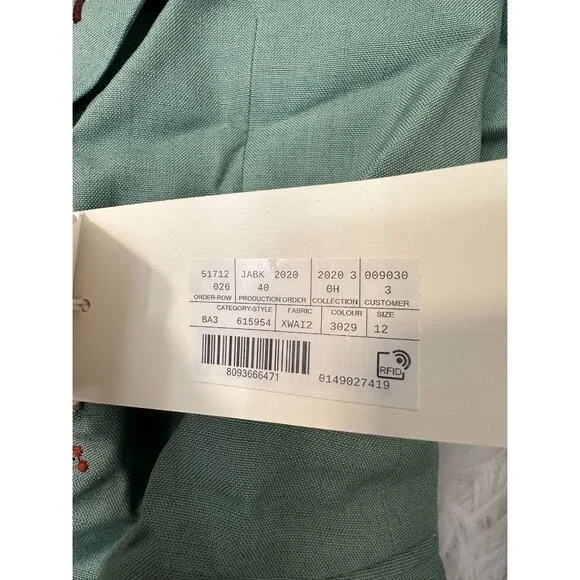 51712 JABK 2020 2020 3 009030
026 40 0H 3
ORDER-ROW PRODUCTION ORDER COLLECTION CUSTOMER
CATEGORY-STYLE FABRIC COLOUR SIZE
BA3 615954 XWAI2 3029 12
8093666471 0149027419
RFID